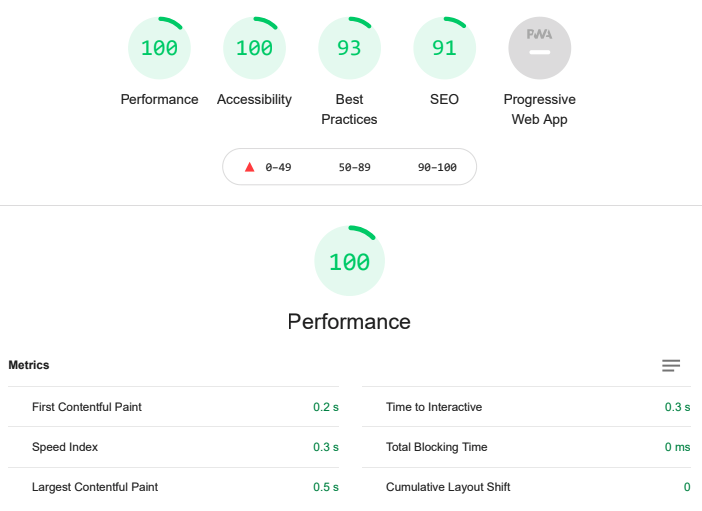 100 100 93 91 PWA
Performance Accessibility Best Practices SEO Progressive Web App
0–49 50–89 90–100
100
Performance
Metrics
First Contentful Paint 0.2 s
Time to Interactive 0.3 s
Speed Index 0.3 s
Total Blocking Time 0 ms
Largest Contentful Paint 0.5 s
Cumulative Layout Shift 0